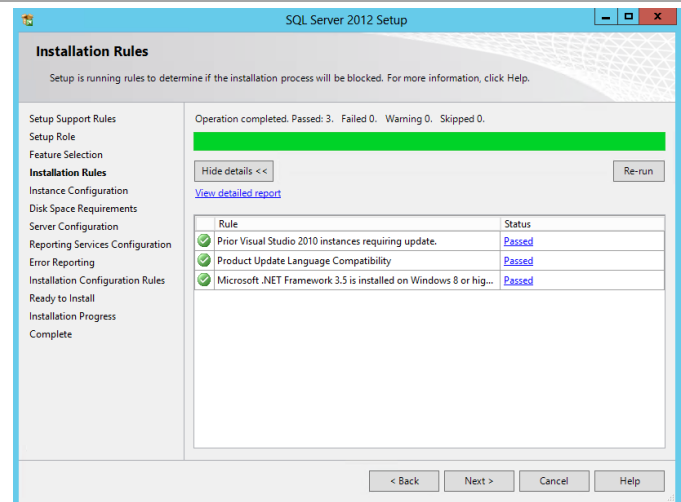 SQL Server 2012 Setup
Installation Rules
Setup is running rules to determine if the installation process will be blocked. For more information, click Help.
Setup Support Rules
Setup Role
Feature Selection
Installation Rules
Instance Configuration
Disk Space Requirements
Server Configuration
Reporting Services Configuration
Error Reporting
Installation Configuration Rules
Ready to Install
Installation Progress
Complete
Operation completed. Passed: 3. Failed 0. Warning 0. Skipped 0.
Hide details <<
Re-run
View detailed report
Rule Status
Prior Visual Studio 2010 instances requiring update. Passed
Product Update Language Compatibility Passed
Microsoft .NET Framework 3.5 is installed on Windows 8 or hig... Passed
< Back Next > Cancel Help